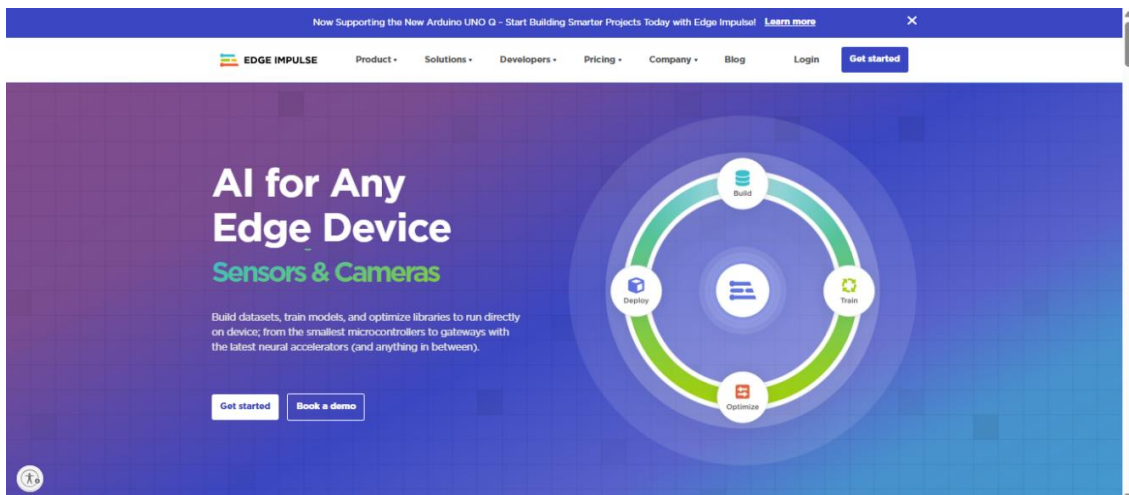 Now Supporting the New Arduino UNO Q – Start Building Smarter Projects Today with Edge Impulse! Learn more
EDGE IMPULSE Product Solutions Developers Pricing Company Blog Login Get started
AI for Any
Edge Device
Sensors & Cameras
Build datasets, train models, and optimize libraries to run directly
on device; from the smallest microcontrollers to gateways with
the latest neural accelerators (and anything in between).
Get started Book a demo
Build
Deploy
Train
Optimize